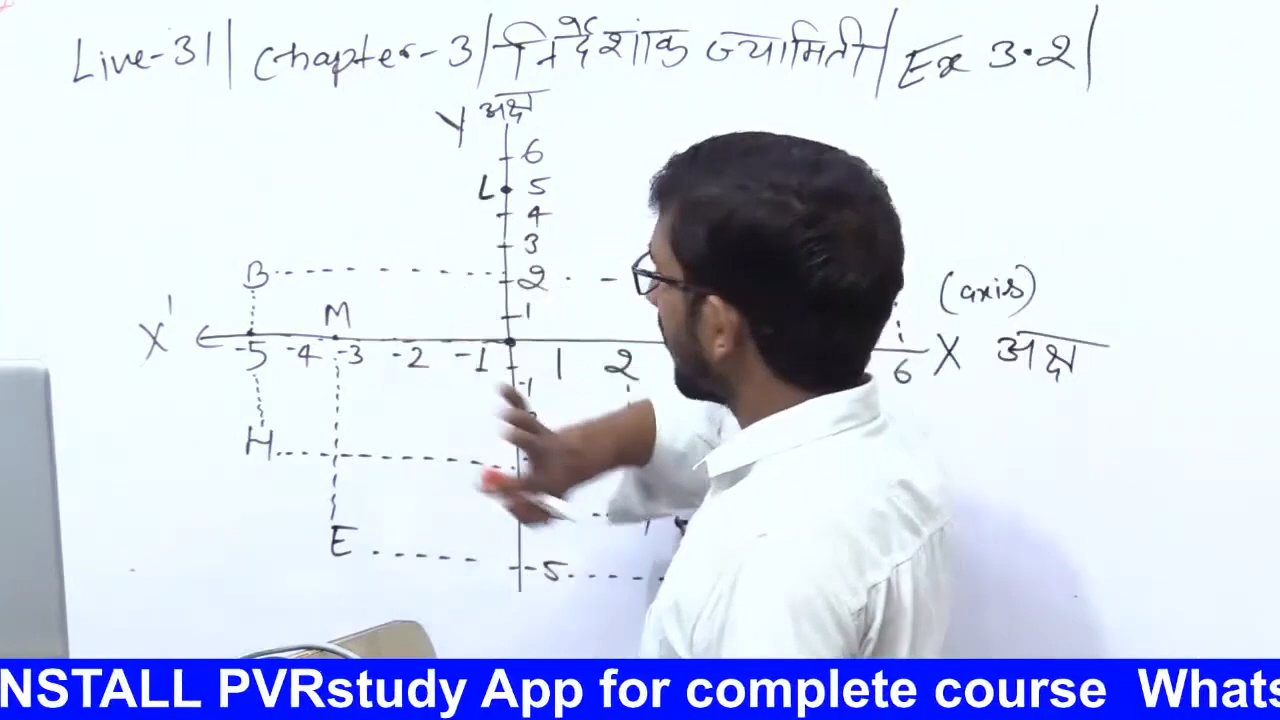 Live-31 | Chapter-3 | निर्देशांक ज्यामिती | Ex 3.2 |
Y अक्ष
6
L 5
4
3
B 2
(axis)
M 1
X' -5 -4 -3 -2 -1 1 2 6 X अक्ष
-1
H
E
-5
NSTALL PVRstudy App for complete course Whats